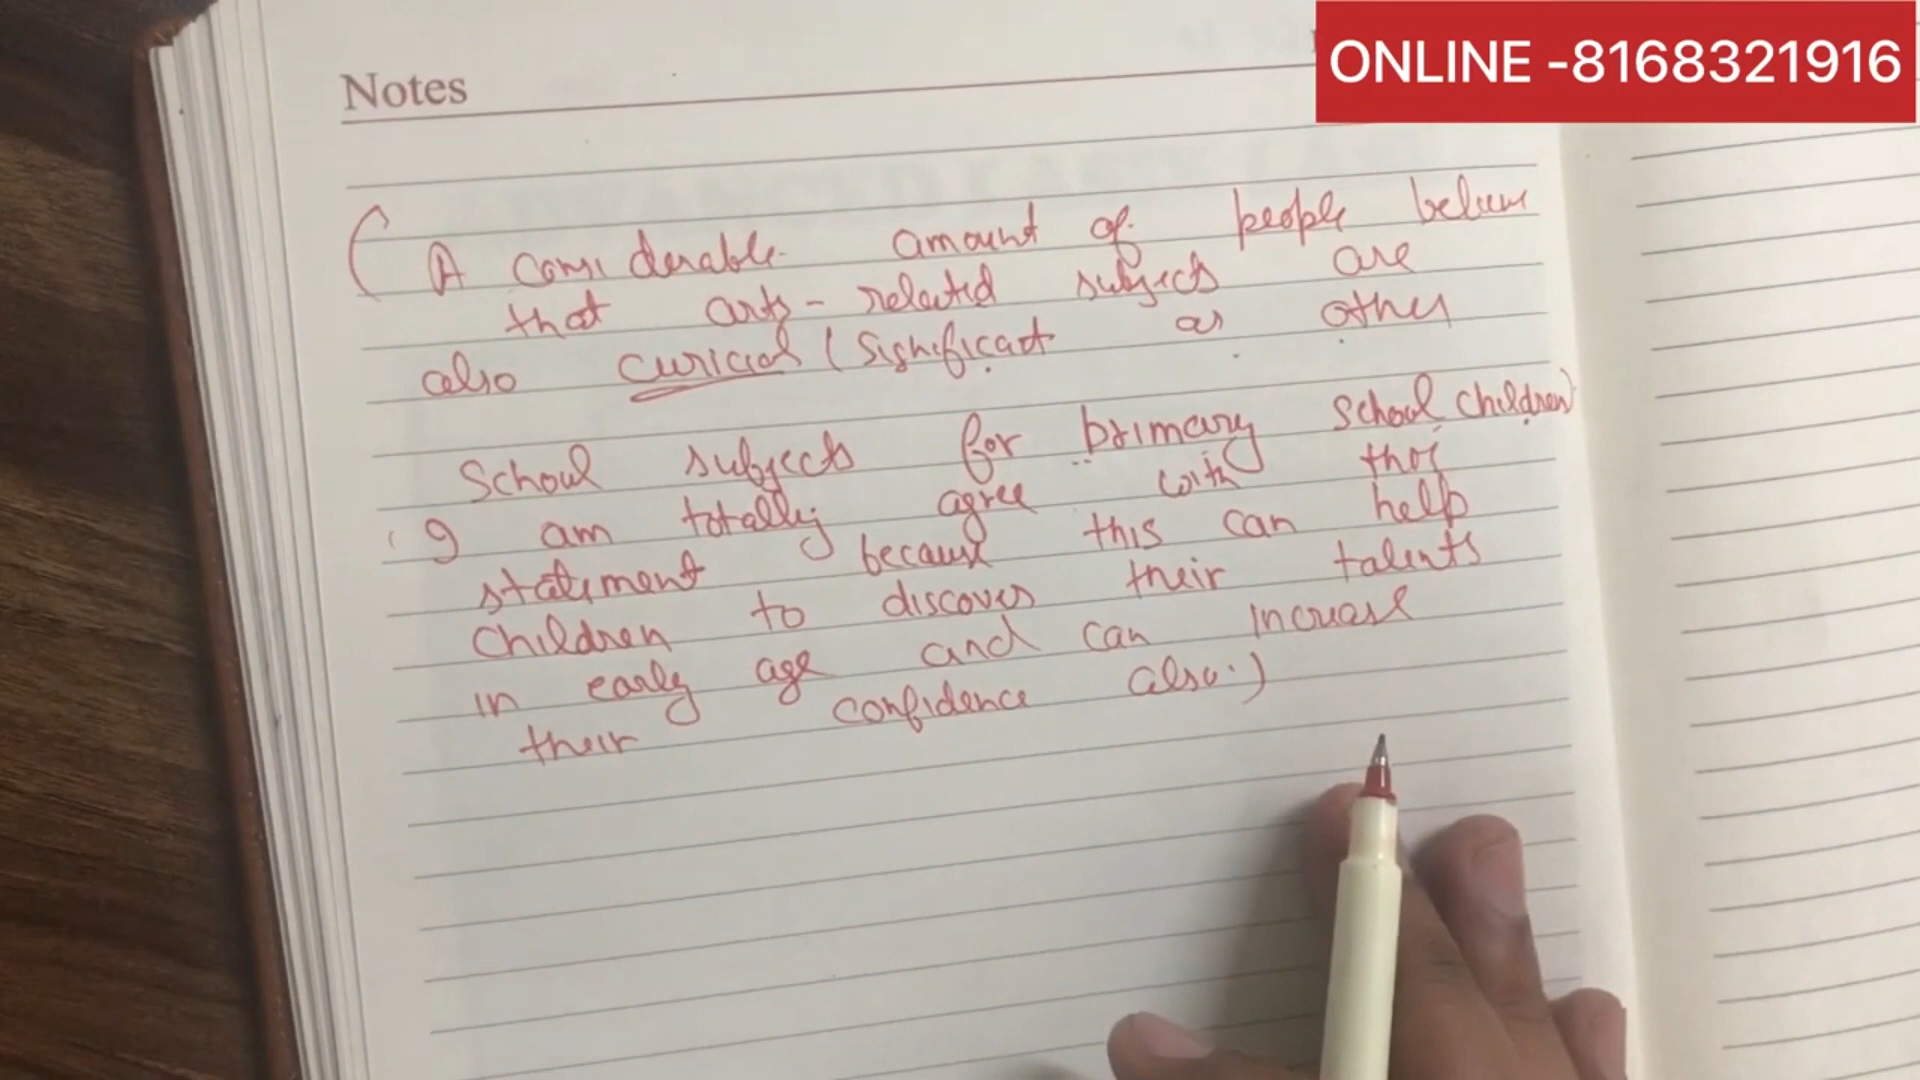 ONLINE -8168321916
Notes
( A considerable amount of people believe
that arts - related subjects are
also curicial ( significant as other
School subjects for primary School children)
( I am totally agree with this
statement because this can help
children to discover their talents
in early age and can increase
their confidence also.)